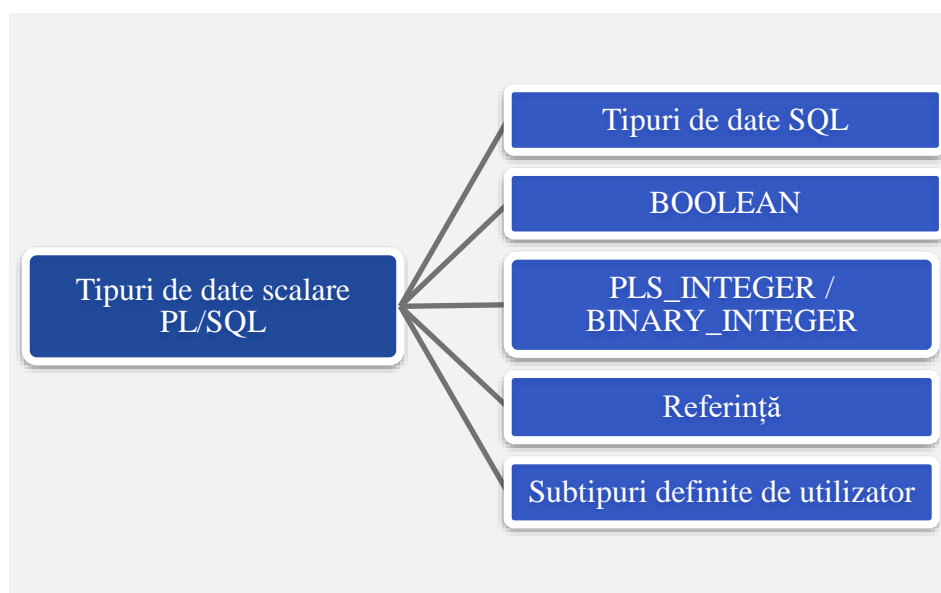 Tipuri de date scalare
PL/SQL
Tipuri de date SQL
BOOLEAN
PLS_INTEGER /
BINARY_INTEGER
Referință
Subtipuri definite de utilizator